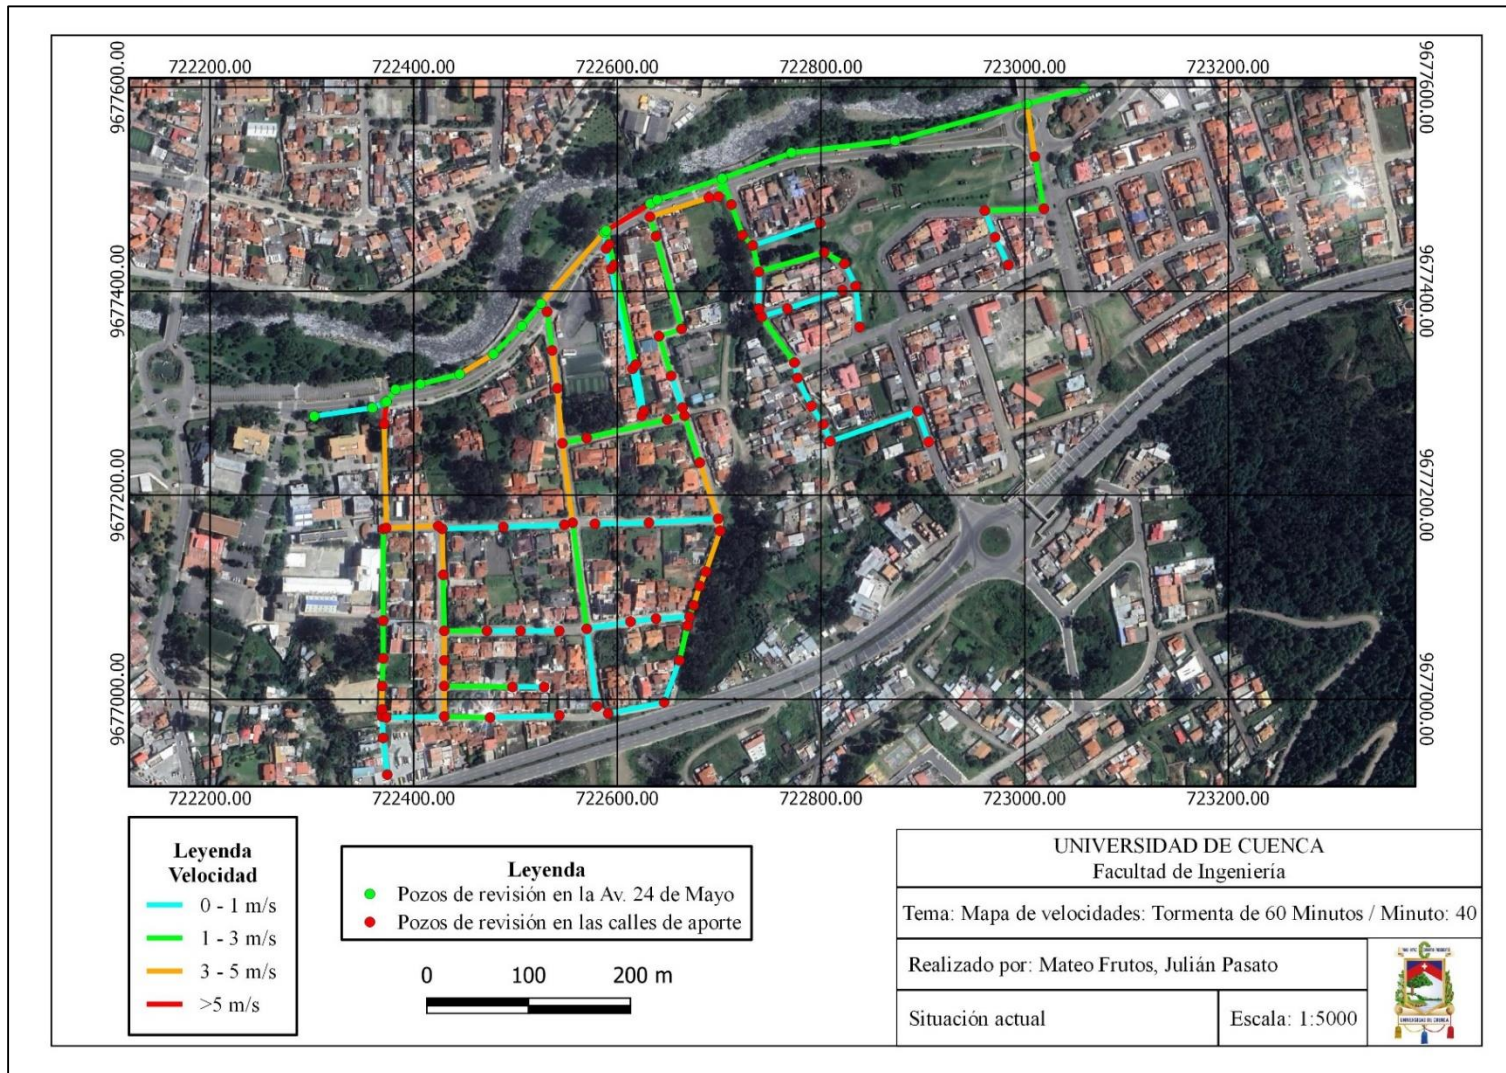 722200.00 722400.00 722600.00 722800.00 723000.00 723200.00
9677600.00
9677600.00
9677400.00
9677400.00
9677200.00
9677200.00
9677000.00
9677000.00
722200.00 722400.00 722600.00 722800.00 723000.00 723200.00
Leyenda
Velocidad
0 - 1 m/s
1 - 3 m/s
3 - 5 m/s
>5 m/s
Leyenda
Pozos de revisión en la Av. 24 de Mayo
Pozos de revisión en las calles de aporte
0 100 200 m
UNIVERSIDAD DE CUENCA
Facultad de Ingeniería
Tema: Mapa de velocidades: Tormenta de 60 Minutos / Minuto: 40
Realizado por: Mateo Frutos, Julián Pasato
Situación actual
Escala: 1:5000
UNIVERSIDAD DE CUENCA